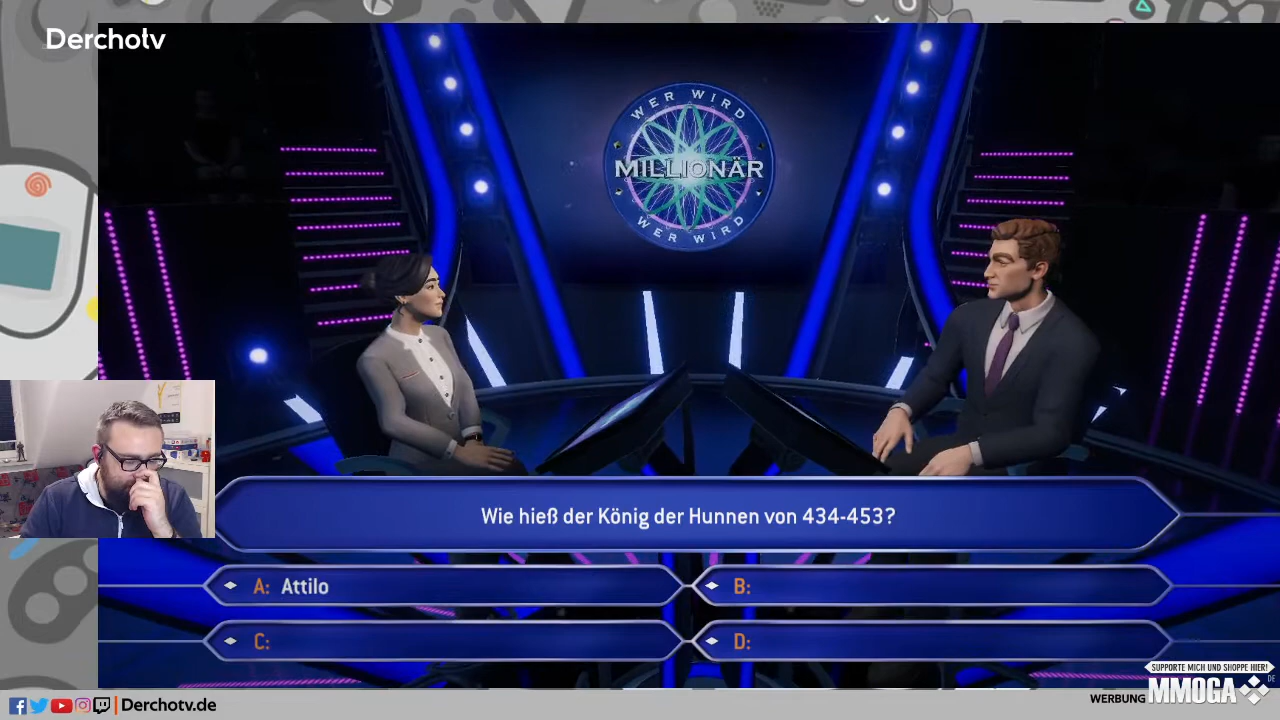 Derchotv
WER WIRD
MILLIONÄR
WER WIRD
Wie hieß der König der Hunnen von 434-453?
A: Attilo
B:
C:
D:
SUPPORTE MICH UND SHOPPE HIER!
WERBUNG MMOGA
DE
Derchotv.de